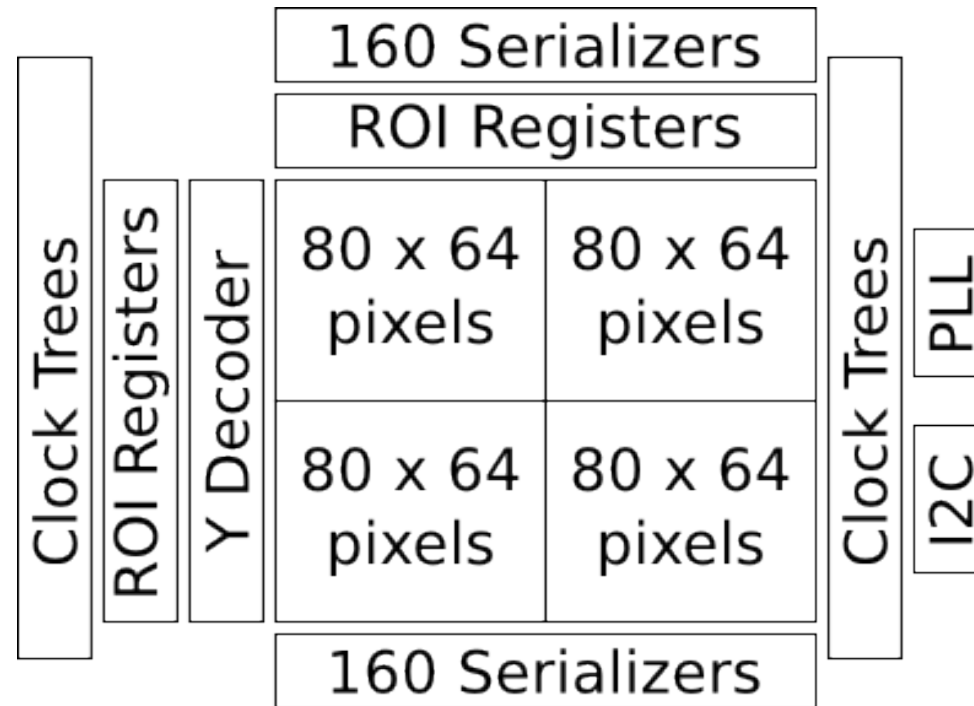 160 Serializers
ROI Registers
Clock Trees
ROI Registers
Y Decoder
80 x 64
pixels
80 x 64
pixels
80 x 64
pixels
80 x 64
pixels
Clock Trees
PLL
I2C
160 Serializers